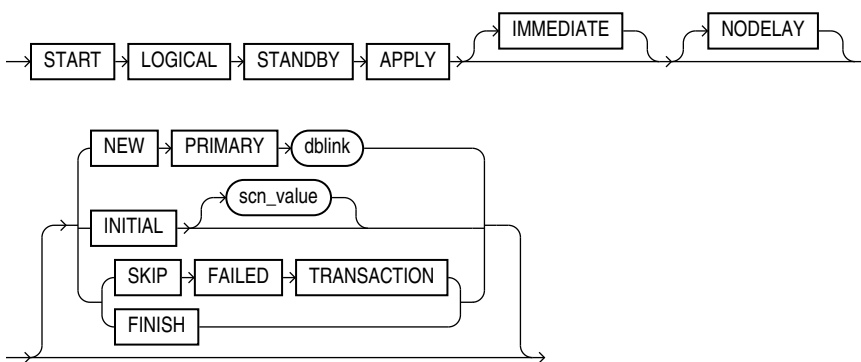 IMMEDIATE NODELAY
START LOGICAL STANDBY APPLY
NEW PRIMARY dblink
scn_value
INITIAL
SKIP FAILED TRANSACTION
FINISH